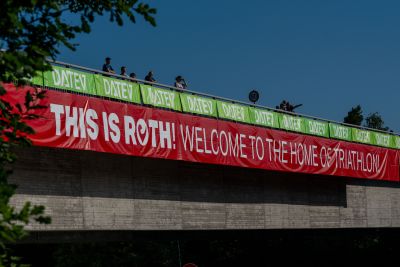 DATEV DATEV DATEV DATEV DATEV DATEV DATEV DATEV DATEV DATEV
THIS IS ROTH! WELCOME TO THE HOME OF TRIATHLON!